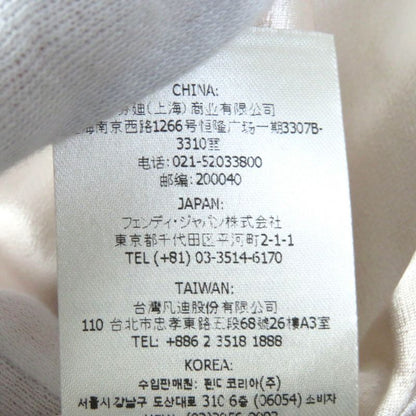 CHINA:
芬迪(上海)商业有限公司
上海南京西路1266号恒隆广场一期3307B-
3310室
电话: 021-52033800
邮编: 200040
JAPAN:
フェンディ・ジャパン株式会社
東京都千代田区平河町2-1-1
TEL (+81) 03-3514-6170
TAIWAN:
台灣凡迪股份有限公司
110 台北市忠孝東路五段68號26樓A3室
TEL: +886 2 3518 1888
KOREA:
수입판매원: 펜디 코리아(주)
서울시 강남구 도산대로 310 6층 (06054) 소비자